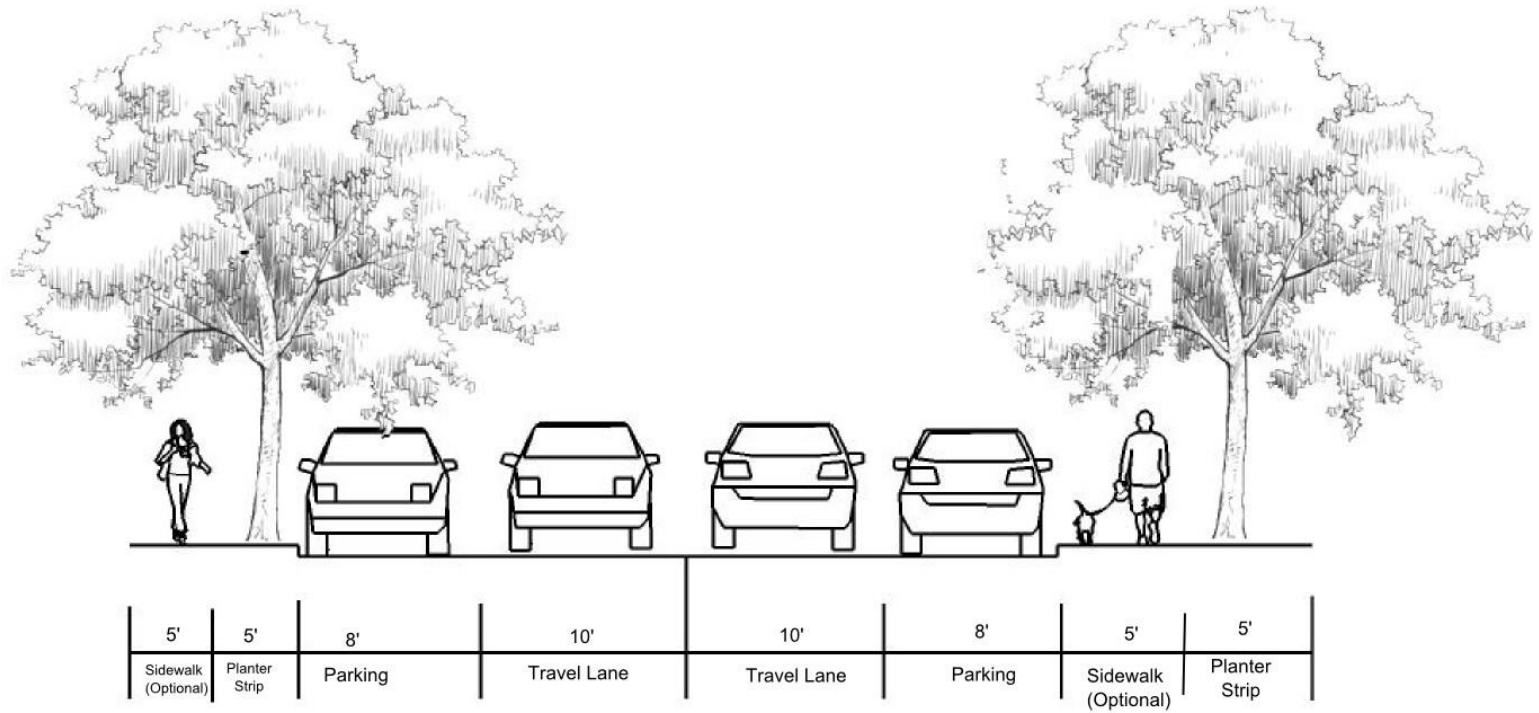 5'
5'
8'
10'
10'
8'
5'
5'
Sidewalk
(Optional)
Planter
Strip
Parking
Travel Lane
Travel Lane
Parking
Sidewalk
(Optional)
Planter
Strip